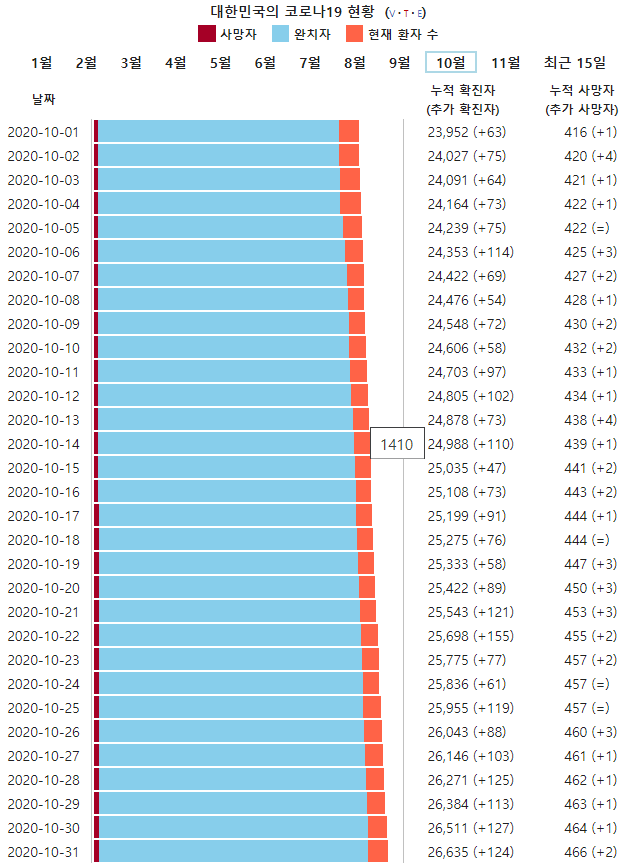 대한민국의 코로나19 현황 (V·T·E)
사망자 완치자 현재 환자 수
1월 2월 3월 4월 5월 6월 7월 8월 9월 10월 11월 최근 15일
날짜 누적 확진자 (추가 확진자) 누적 사망자 (추가 사망자)
2020-10-01 23,952 (+63) 416 (+1)
2020-10-02 24,027 (+75) 420 (+4)
2020-10-03 24,091 (+64) 421 (+1)
2020-10-04 24,164 (+73) 422 (+1)
2020-10-05 24,239 (+75) 422 (=)
2020-10-06 24,353 (+114) 425 (+3)
2020-10-07 24,422 (+69) 427 (+2)
2020-10-08 24,476 (+54) 428 (+1)
2020-10-09 24,548 (+72) 430 (+2)
2020-10-10 24,606 (+58) 432 (+2)
2020-10-11 24,703 (+97) 433 (+1)
2020-10-12 24,805 (+102) 434 (+1)
2020-10-13 24,878 (+73) 438 (+4)
2020-10-14 1410 24,988 (+110) 439 (+1)
2020-10-15 25,035 (+47) 441 (+2)
2020-10-16 25,108 (+73) 443 (+2)
2020-10-17 25,199 (+91) 444 (+1)
2020-10-18 25,275 (+76) 444 (=)
2020-10-19 25,333 (+58) 447 (+3)
2020-10-20 25,422 (+89) 450 (+3)
2020-10-21 25,543 (+121) 453 (+3)
2020-10-22 25,698 (+155) 455 (+2)
2020-10-23 25,775 (+77) 457 (+2)
2020-10-24 25,836 (+61) 457 (=)
2020-10-25 25,955 (+119) 457 (=)
2020-10-26 26,043 (+88) 460 (+3)
2020-10-27 26,146 (+103) 461 (+1)
2020-10-28 26,271 (+125) 462 (+1)
2020-10-29 26,384 (+113) 463 (+1)
2020-10-30 26,511 (+127) 464 (+1)
2020-10-31 26,635 (+124) 466 (+2)